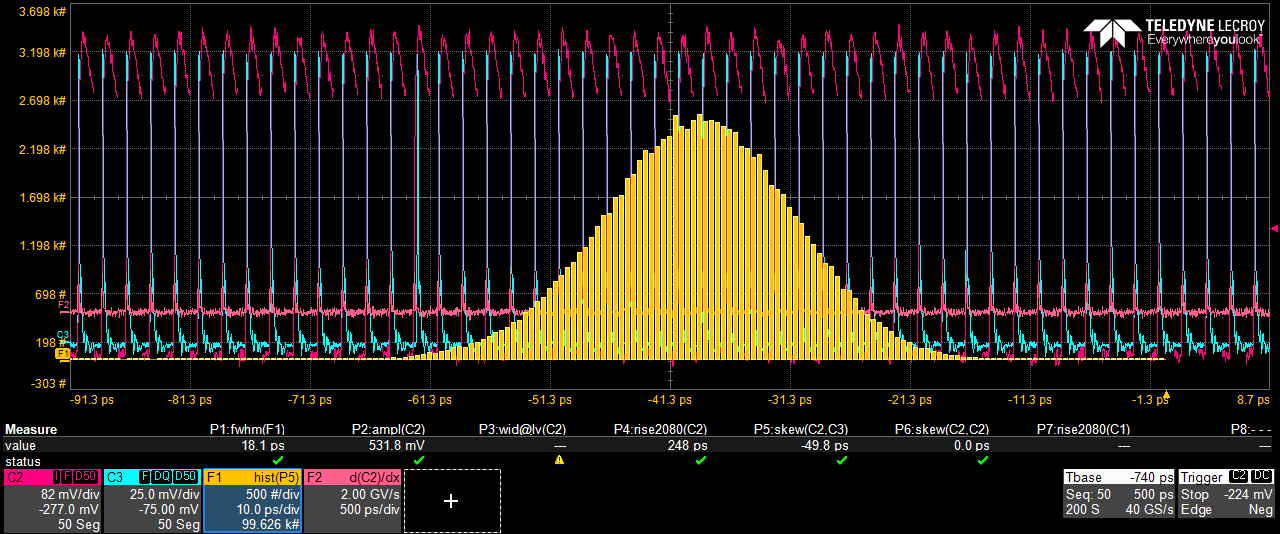 3.698 k#
TELEDYNE LECROY
Everywhereyoulook
3.198 k#
2.698 k#
2.198 k#
1.698 k#
1.198 k#
698 #
F2
C3
198 #
F1
-303 #
-91.3 ps -81.3 ps -71.3 ps -61.3 ps -51.3 ps -41.3 ps -31.3 ps -21.3 ps -11.3 ps -1.3 ps 8.7 ps
Measure P1:fwhm(F1) P2:ampl(C2) P3:wid@lv(C2) P4:rise2080(C2) P5:skew(C2,C3) P6:skew(C2,C2) P7:rise2080(C1) P8:- - -
value 18.1 ps 531.8 mV --- 248 ps -49.8 ps 0.0 ps
status
C2 F D50 C3 F DQ D50 F1 hist(P5) F2 d(C2)/dx
82 mV/div 25.0 mV/div 500 #/div 2.00 GV/s
-277.0 mV -75.00 mV 10.0 ps/div 500 ps/div
50 Seg 50 Seg 99.626 k#
+
Tbase -740 ps Trigger C2 DC
Seq: 50 500 ps Stop -224 mV
200 S 40 GS/s Edge Neg